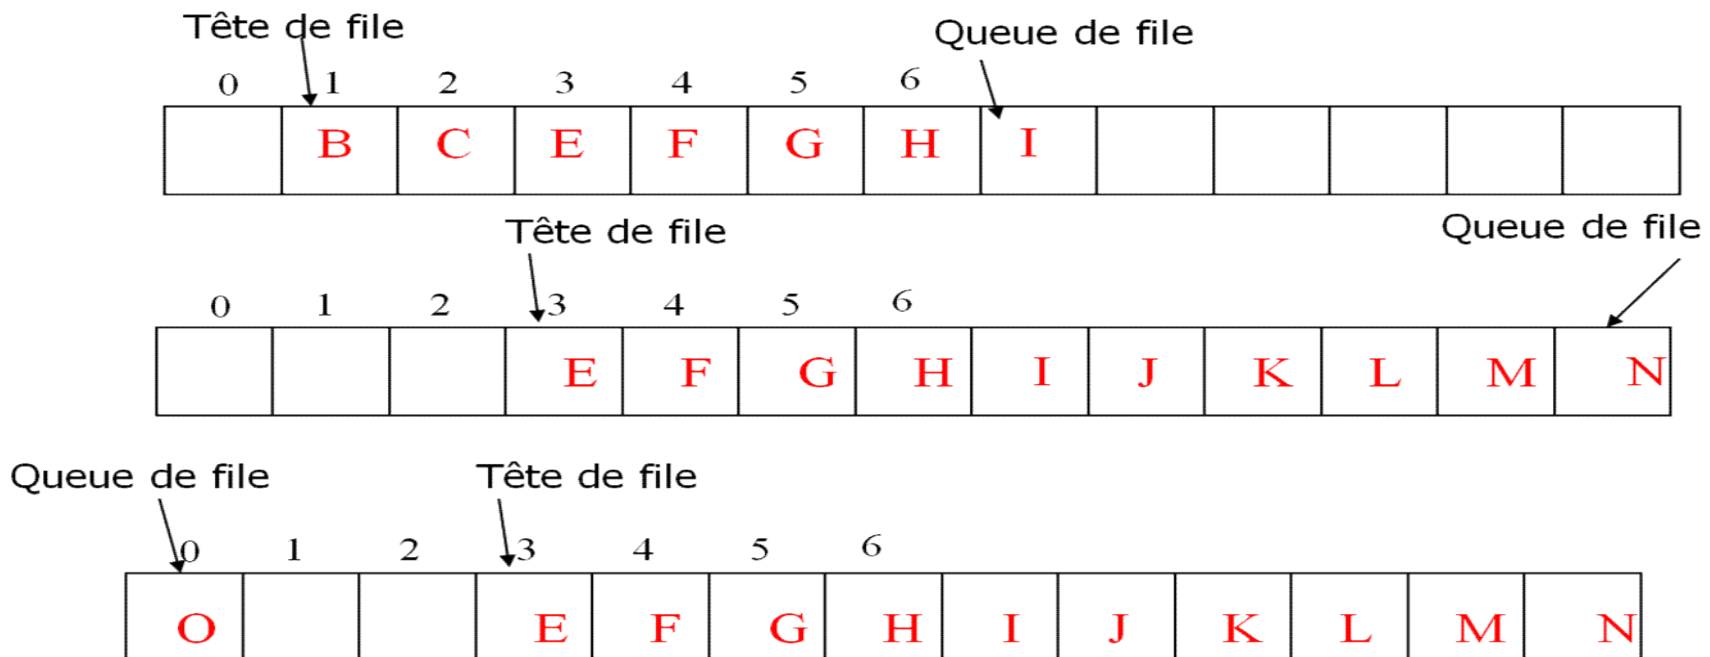 Tête de file Queue de file
0 1 2 3 4 5 6
B C E F G H I
Tête de file Queue de file
0 1 2 3 4 5 6
E F G H I J K L M N
Queue de file Tête de file
0 1 2 3 4 5 6
O E F G H I J K L M N